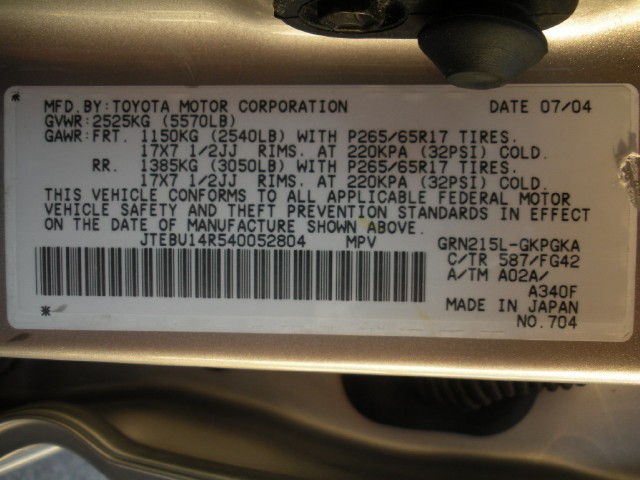 MFD.BY:TOYOTA MOTOR CORPORATION DATE 07/04
GVWR:2525KG (5570LB)
GAWR:FRT. 1150KG (2540LB) WITH P265/65R17 TIRES.
17X7 1/2JJ RIMS. AT 220KPA (32PSI) COLD.
RR. 1385KG (3050LB) WITH P265/65R17 TIRES.
17X7 1/2JJ RIMS. AT 220KPA (32PSI) COLD.
THIS VEHICLE CONFORMS TO ALL APPLICABLE FEDERAL MOTOR
VEHICLE SAFETY AND THEFT PREVENTION STANDARDS IN EFFECT
ON THE DATE OF MANUFACTURE SHOWN ABOVE.
JTEBU14R540052804 MPV GRN215L-GKPGKA
C/TR 587/FG42
A/TM A02A/
A340F
MADE IN JAPAN
NO.704